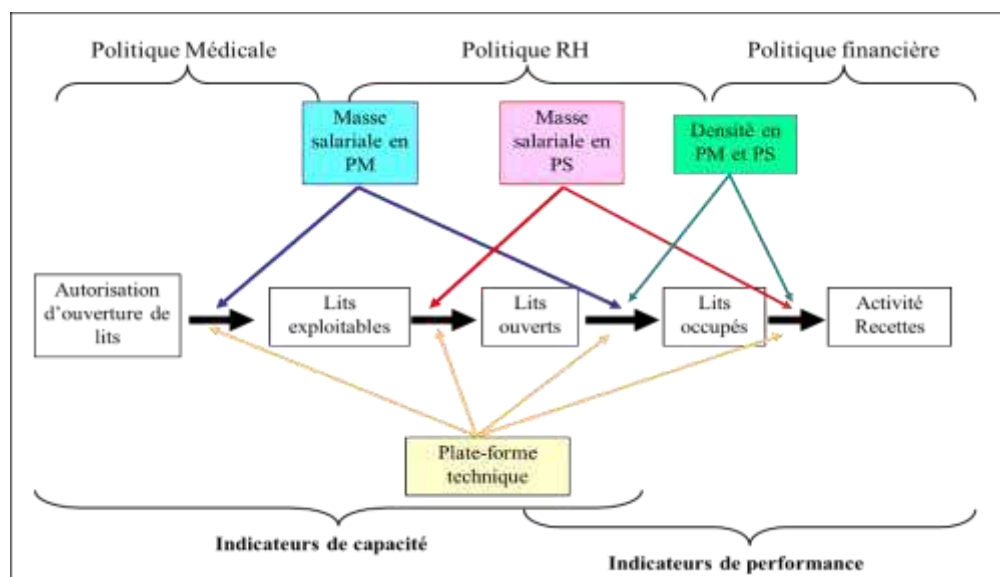 Politique Médicale
Politique RH
Politique financière
Masse
salariale en
PM
Masse
salariale en
PS
Densité en
PM et PS
Autorisation
d'ouverture de
lits
Lits
exploitables
Lits
ouverts
Lits
occupés
Activité
Recettes
Plate-forme
technique
Indicateurs de capacité
Indicateurs de performance